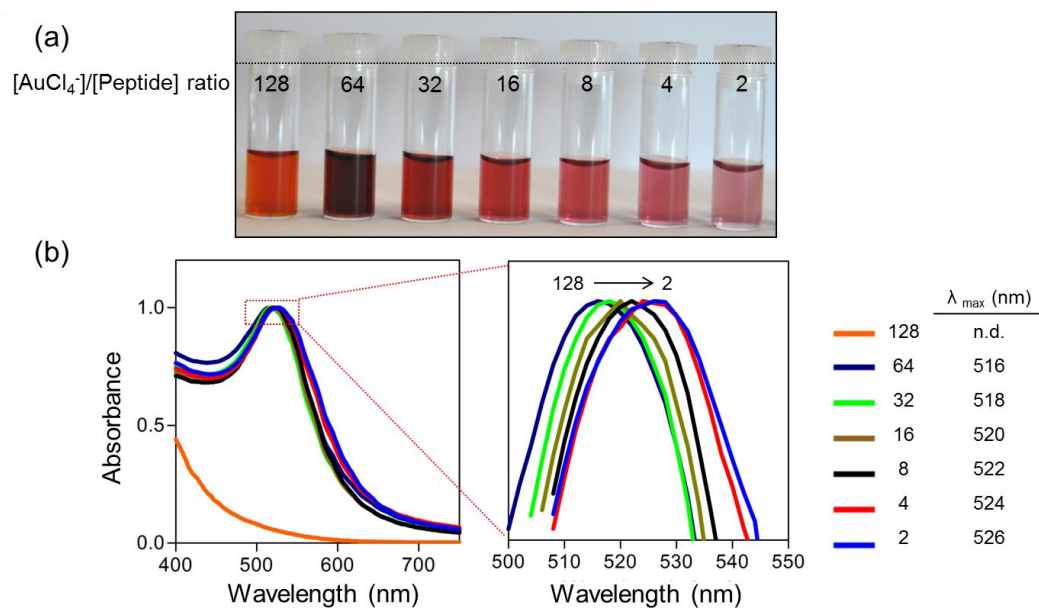 (a)
[AuCl₄⁻]/[Peptide] ratio
128 64 32 16 8 4 2
(b)
1.0
0.5
0.0
Absorbance
400 500 600 700
Wavelength (nm)
128 2
500 510 520 530 540 550
Wavelength (nm)
λ max (nm)
128 n.d.
64 516
32 518
16 520
8 522
4 524
2 526